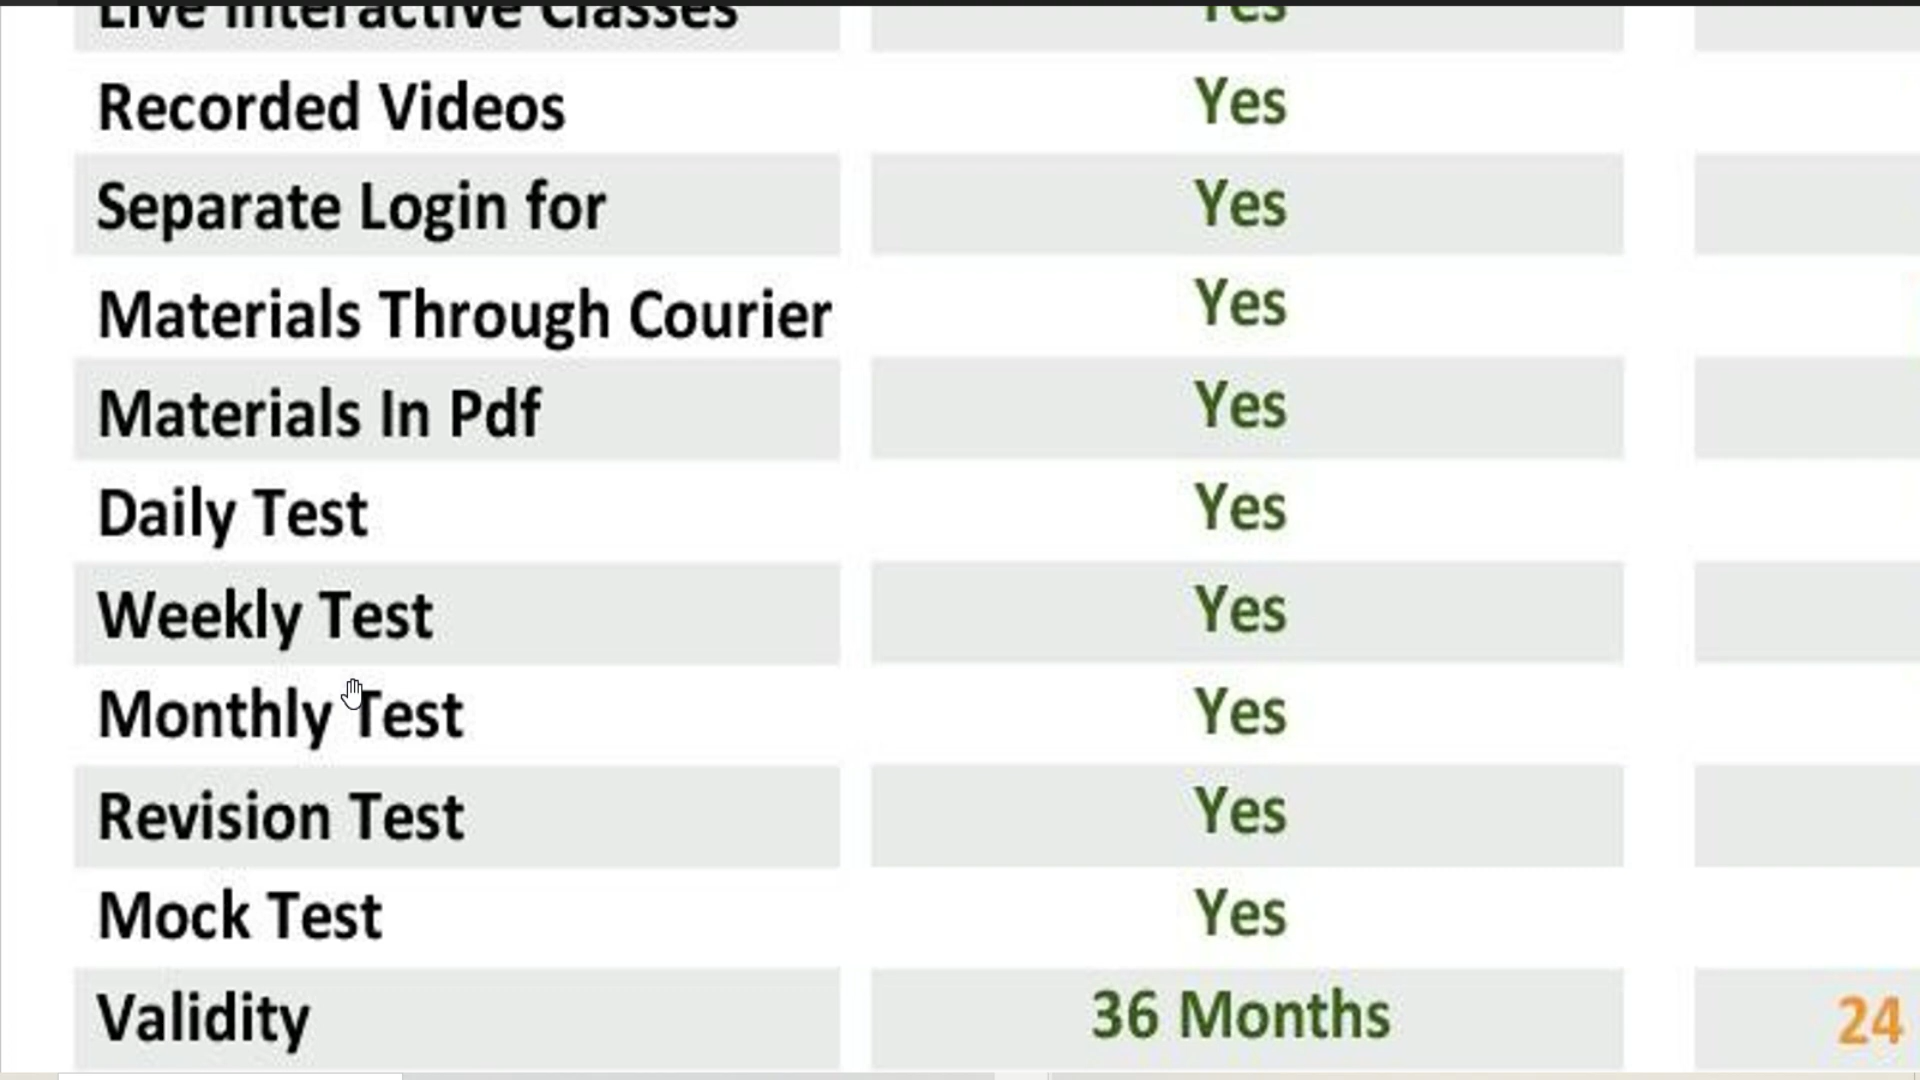 Live Interactive Classes Yes
Recorded Videos Yes
Separate Login for Yes
Materials Through Courier Yes
Materials In Pdf Yes
Daily Test Yes
Weekly Test Yes
Monthly Test Yes
Revision Test Yes
Mock Test Yes
Validity 36 Months 24